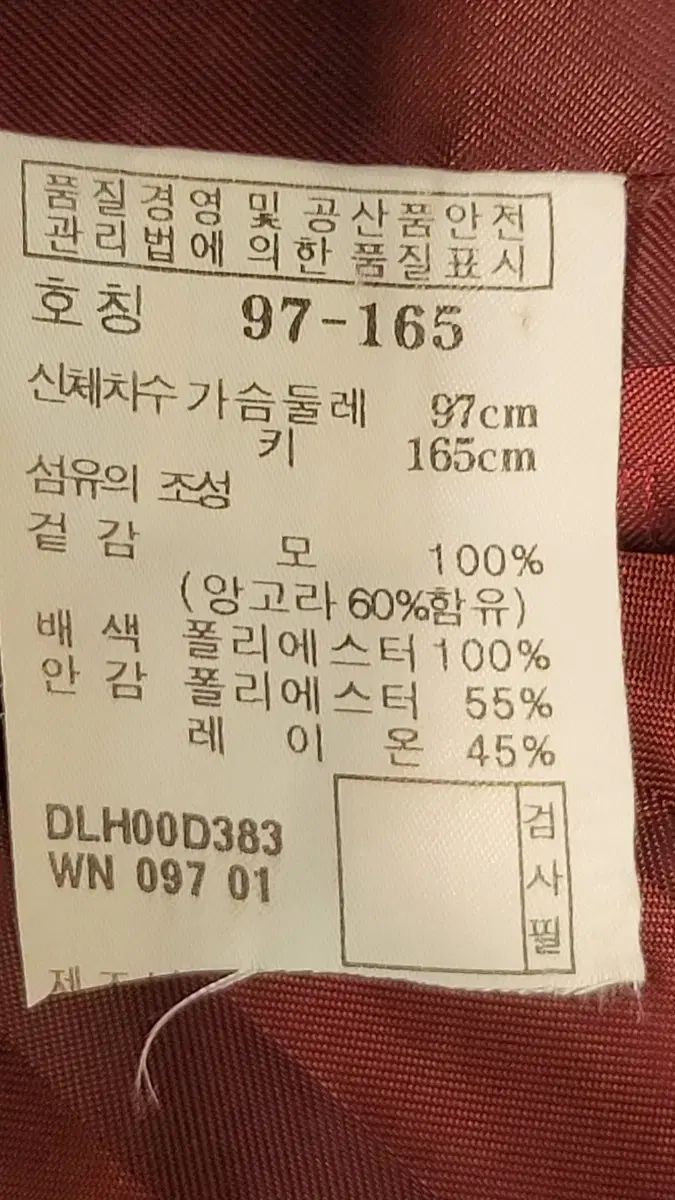 품질경영 및 공산품안전
관리법에 의한 품질표시
호칭 97-165
신체치수 가슴둘레 97cm
키 165cm
섬유의 조성
겉감 모 100%
(앙고라 60%함유)
배색 폴리에스터 100%
안감 폴리에스터 55%
레이온 45%
DLH00D383
WN 097 01
검사필